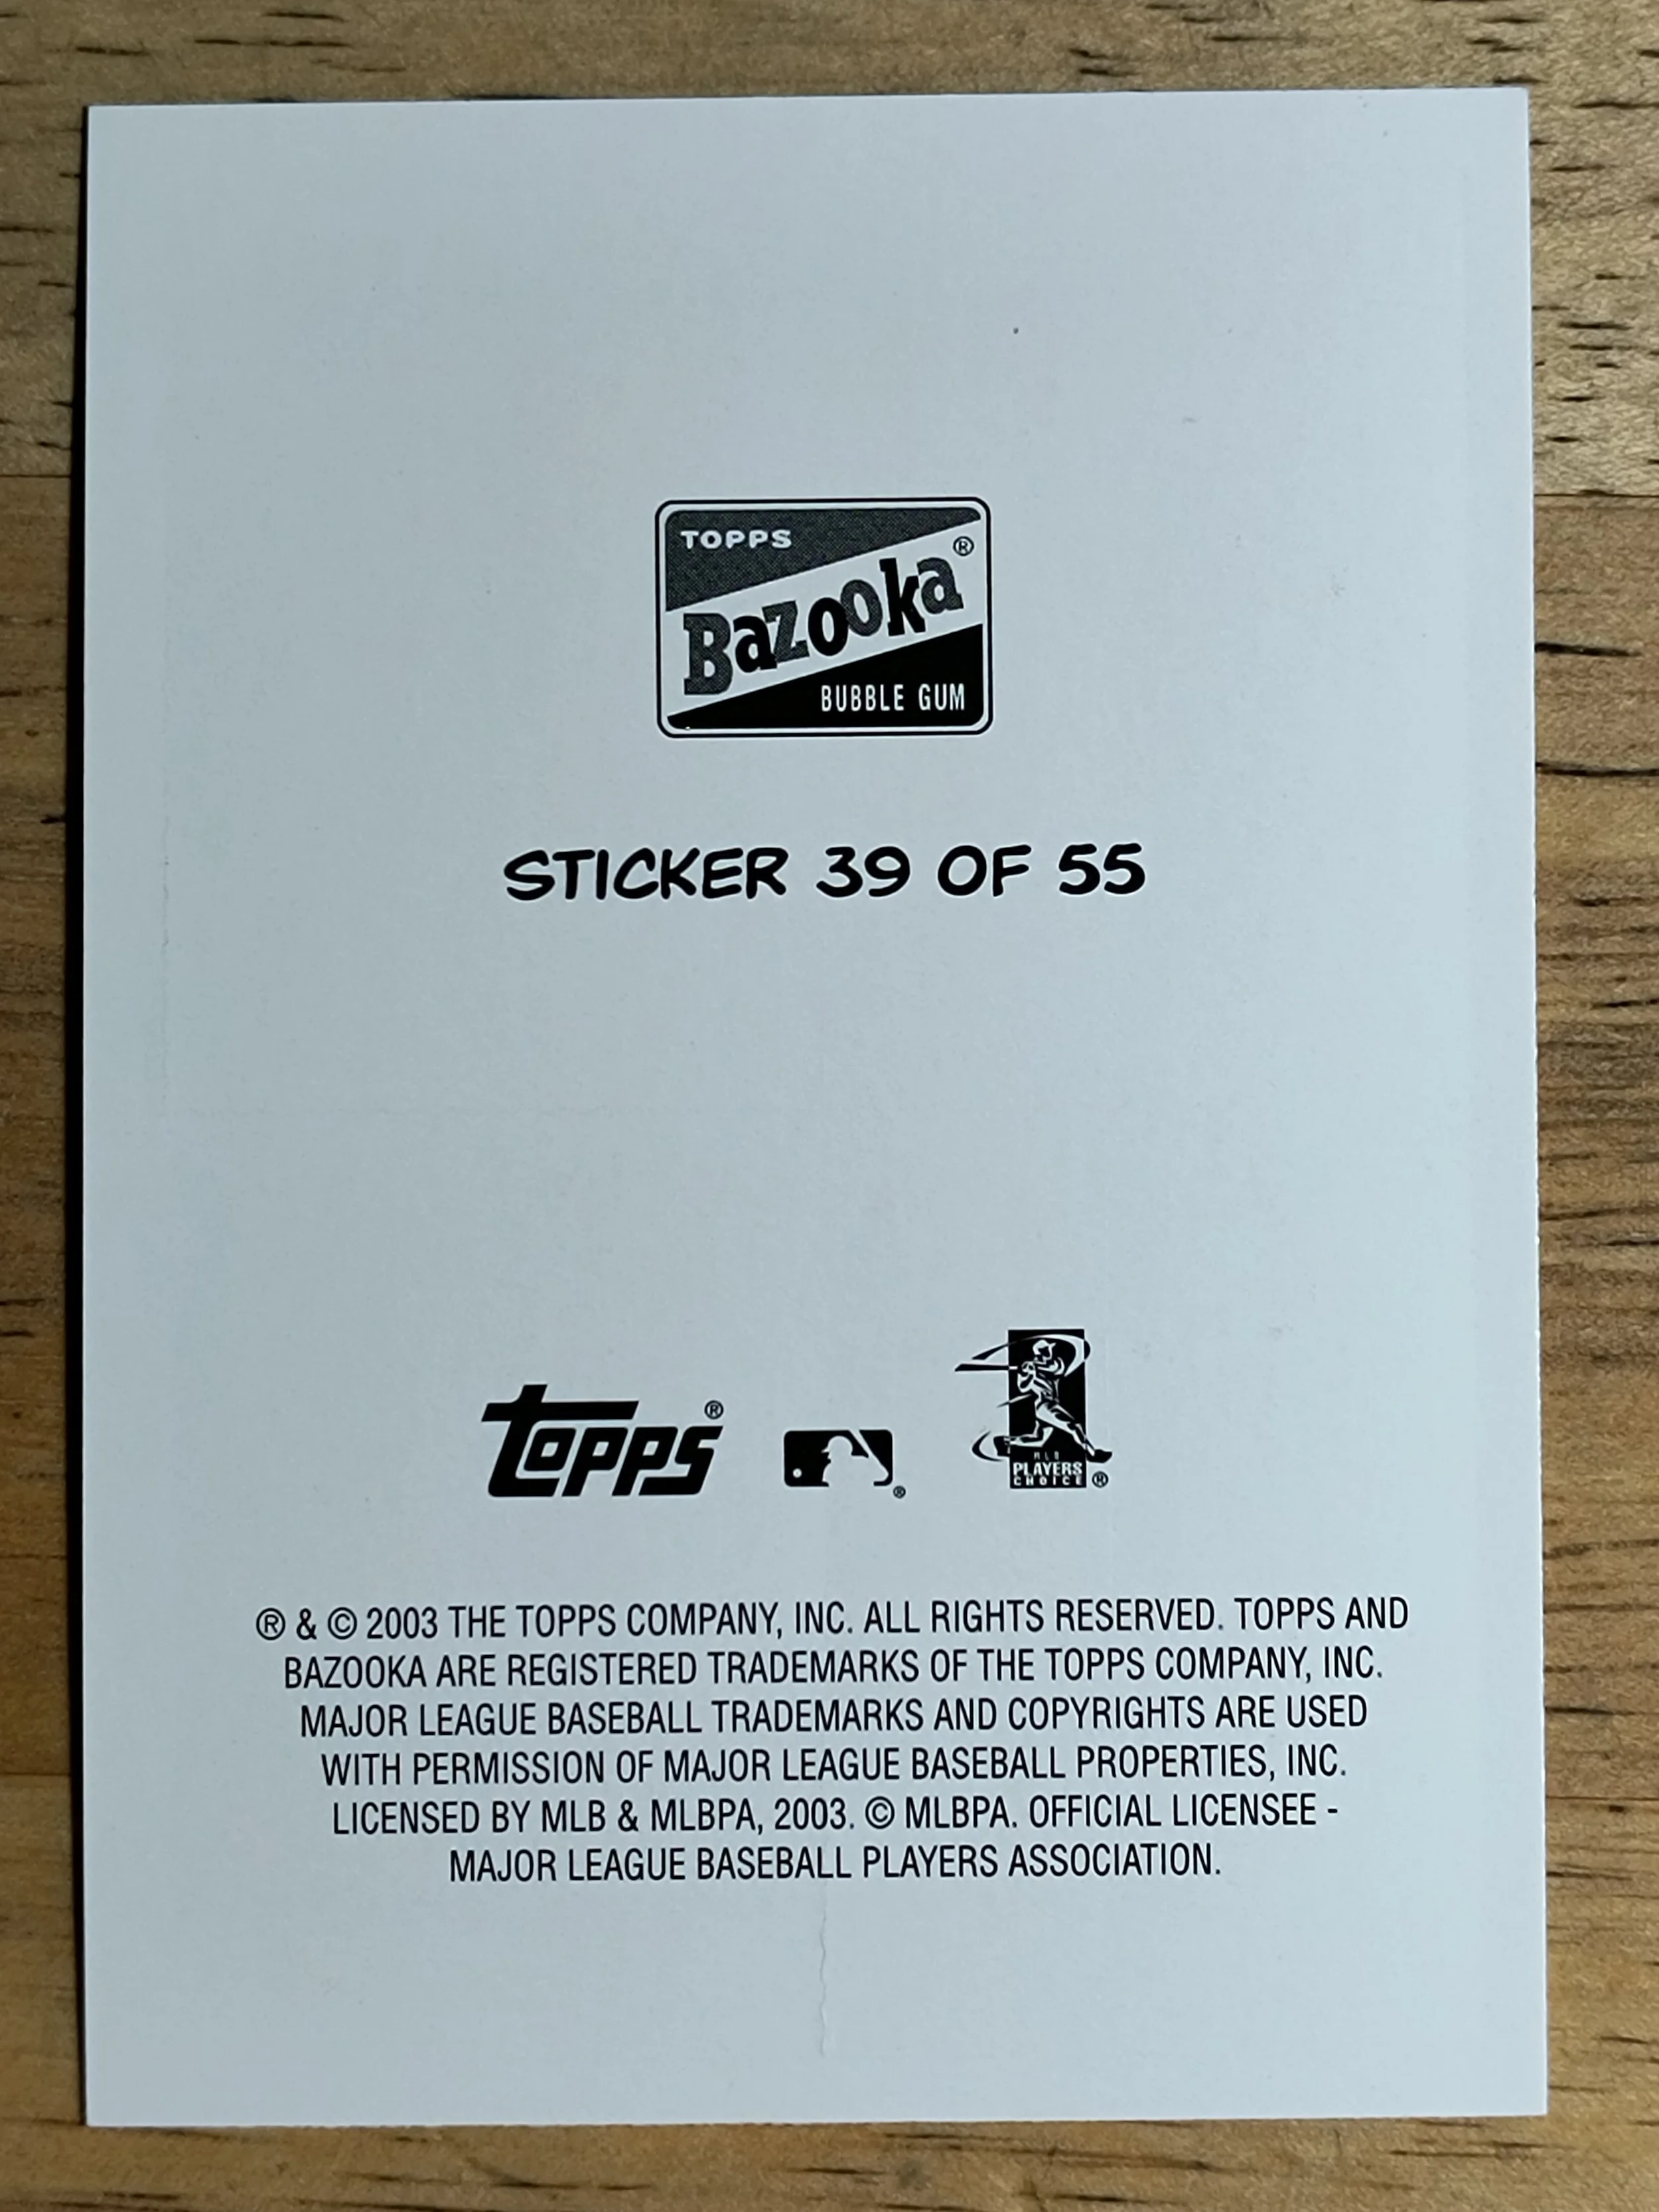 TOPPS
Bazooka®
BUBBLE GUM
STICKER 39 OF 55
TOPPS®
®
MLB
PLAYERS
CHOICE ®
® & © 2003 THE TOPPS COMPANY, INC. ALL RIGHTS RESERVED. TOPPS AND
BAZOOKA ARE REGISTERED TRADEMARKS OF THE TOPPS COMPANY, INC.
MAJOR LEAGUE BASEBALL TRADEMARKS AND COPYRIGHTS ARE USED
WITH PERMISSION OF MAJOR LEAGUE BASEBALL PROPERTIES, INC.
LICENSED BY MLB & MLBPA, 2003. © MLBPA. OFFICIAL LICENSEE -
MAJOR LEAGUE BASEBALL PLAYERS ASSOCIATION.